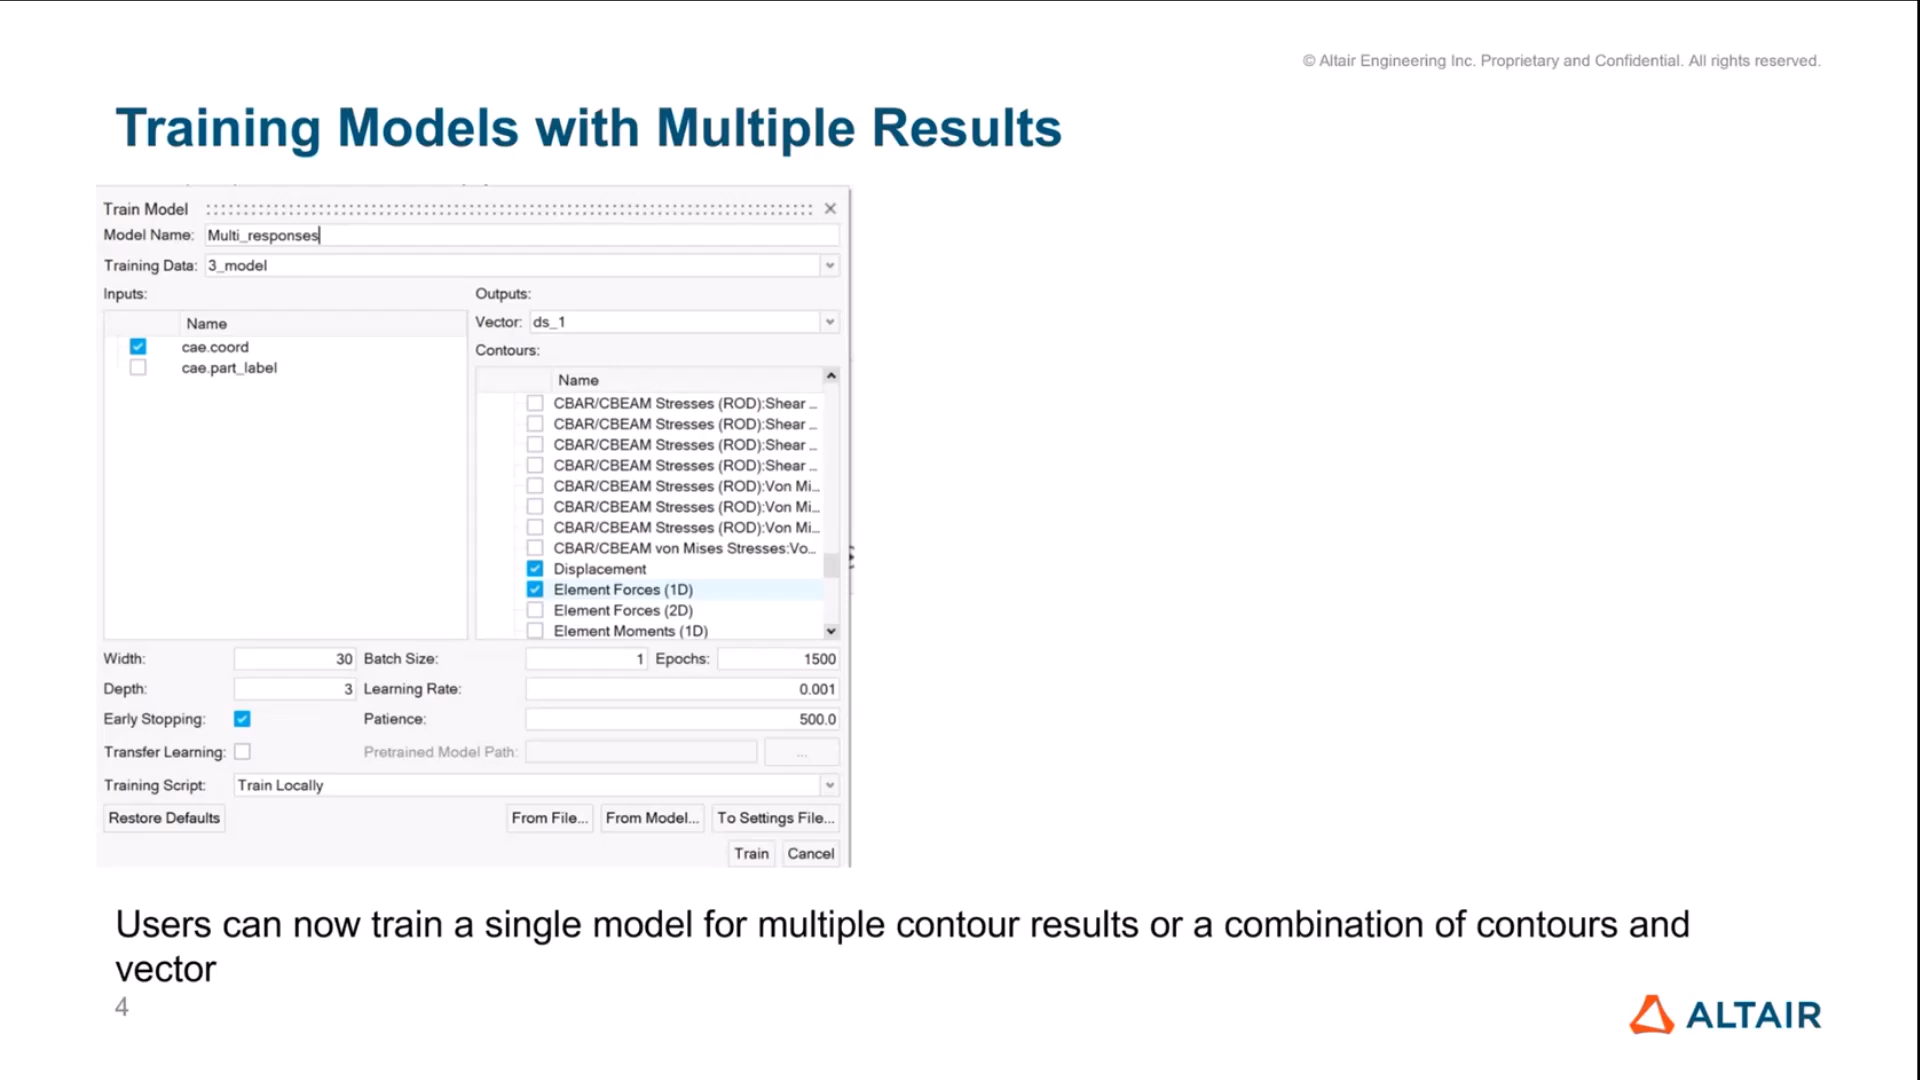 © Altair Engineering Inc. Proprietary and Confidential. All rights reserved.
Training Models with Multiple Results
Train Model
Model Name: Multi_responses
Training Data: 3_model
Inputs:
Name
cae.coord
cae.part_label
Outputs:
Vector: ds_1
Contours:
Name
CBAR/CBEAM Stresses (ROD):Shear ...
CBAR/CBEAM Stresses (ROD):Shear ...
CBAR/CBEAM Stresses (ROD):Shear ...
CBAR/CBEAM Stresses (ROD):Shear ...
CBAR/CBEAM Stresses (ROD):Von Mi...
CBAR/CBEAM Stresses (ROD):Von Mi...
CBAR/CBEAM Stresses (ROD):Von Mi...
CBAR/CBEAM von Mises Stresses:Vo...
Displacement
Element Forces (1D)
Element Forces (2D)
Element Moments (1D)
Width: 30 Batch Size: 1 Epochs: 1500
Depth: 3 Learning Rate: 0.001
Early Stopping: Patience: 500.0
Transfer Learning: Pretrained Model Path: ...
Training Script: Train Locally
Restore Defaults From File... From Model... To Settings File...
Train Cancel
Users can now train a single model for multiple contour results or a combination of contours and
vector
4
ALTAIR